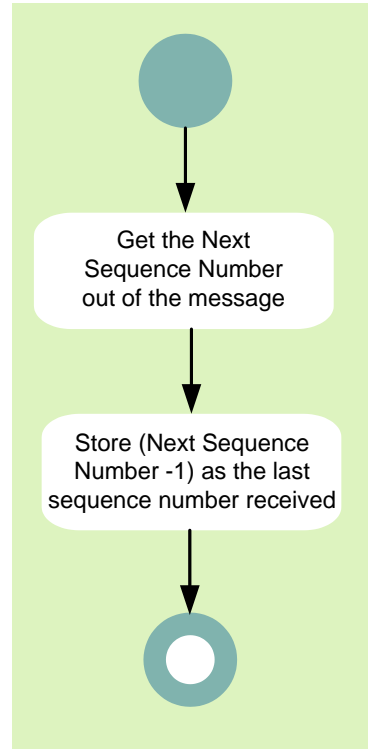 Get the Next
Sequence Number
out of the message
Store (Next Sequence
Number -1) as the last
sequence number received